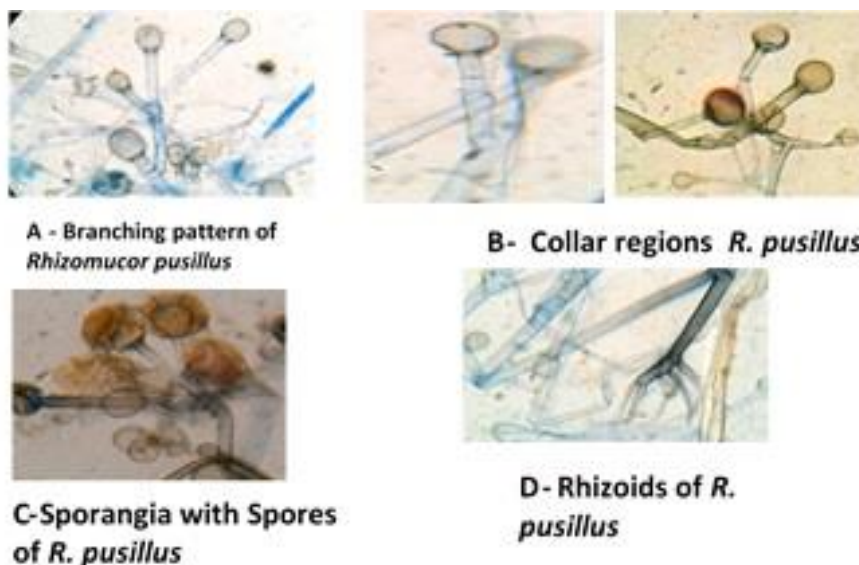 A - Branching pattern of
Rhizomucor pusillus
B- Collar regions R. pusillus
C-Sporangia with Spores
of R. pusillus
D- Rhizoids of R.
pusillus